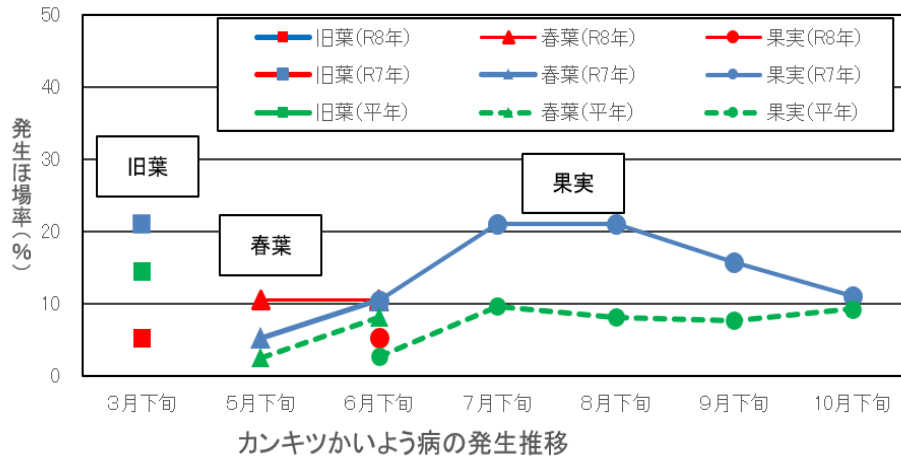 50
40
30
20
10
0
発生ほ場率(%)
旧葉(R8年) 春葉(R8年) 果実(R8年)
旧葉(R7年) 春葉(R7年) 果実(R7年)
旧葉(平年) 春葉(平年) 果実(平年)
旧葉
春葉
果実
3月下旬 5月下旬 6月下旬 7月下旬 8月下旬 9月下旬 10月下旬
カンキツかいよう病の発生推移